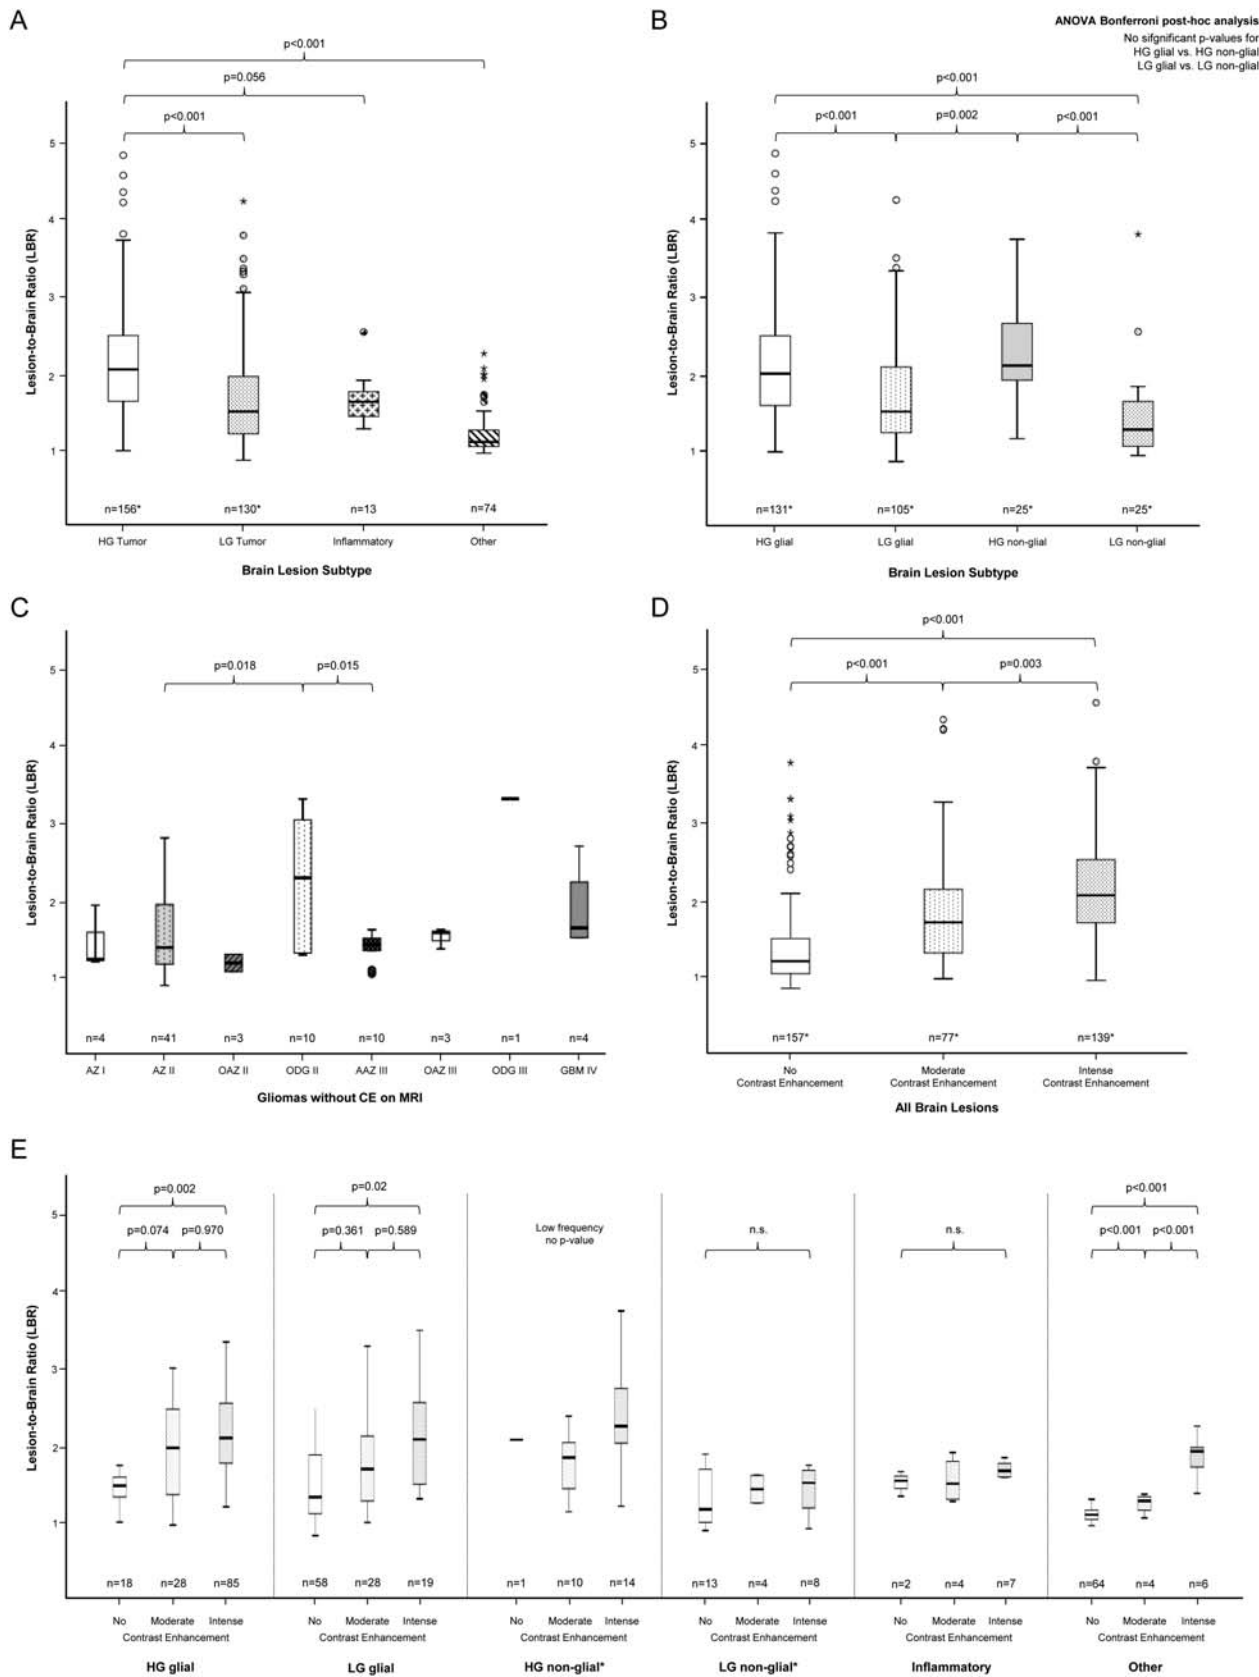 A
p<0.001
p=0.056
p<0.001
5
4
3
2
1
Lesion-to-Brain Ratio (LBR)
n=156* n=130* n=13 n=74
HG Tumor LG Tumor Inflammatory Other
Brain Lesion Subtype
B
ANOVA Bonferroni post-hoc analysis
No sifgnificant p-values for
HG glial vs. HG non-glial
LG glial vs. LG non-glial
p<0.001
p<0.001 p=0.002 p<0.001
5
4
3
2
1
Lesion-to-Brain Ratio (LBR)
n=131* n=105* n=25* n=25*
HG glial LG glial HG non-glial LG non-glial
Brain Lesion Subtype
C
p=0.018 p=0.015
5
4
3
2
1
Lesion-to-Brain Ratio (LBR)
n=4 n=41 n=3 n=10 n=10 n=3 n=1 n=4
AZ I AZ II OAZ II ODG II AAZ III OAZ III ODG III GBM IV
Gliomas without CE on MRI
D
p<0.001
p<0.001 p=0.003
5
4
3
2
1
Lesion-to-Brain Ratio (LBR)
n=157* n=77* n=139*
No Moderate Intense
Contrast Enhancement Contrast Enhancement Contrast Enhancement
All Brain Lesions
E
p=0.002 p=0.02 p<0.001
p=0.074 p=0.970 p=0.361 p=0.589 Low frequency n.s. n.s. p<0.001 p<0.001
no p-value
5
4
3
2
1
Lesion-to-Brain Ratio (LBR)
n=18 n=28 n=85 n=58 n=28 n=19 n=1 n=10 n=14 n=13 n=4 n=8 n=2 n=4 n=7 n=64 n=4 n=6
No Moderate Intense No Moderate Intense No Moderate Intense No Moderate Intense No Moderate Intense No Moderate Intense
Contrast Enhancement Contrast Enhancement Contrast Enhancement Contrast Enhancement Contrast Enhancement Contrast Enhancement
HG glial LG glial HG non-glial* LG non-glial* Inflammatory Other